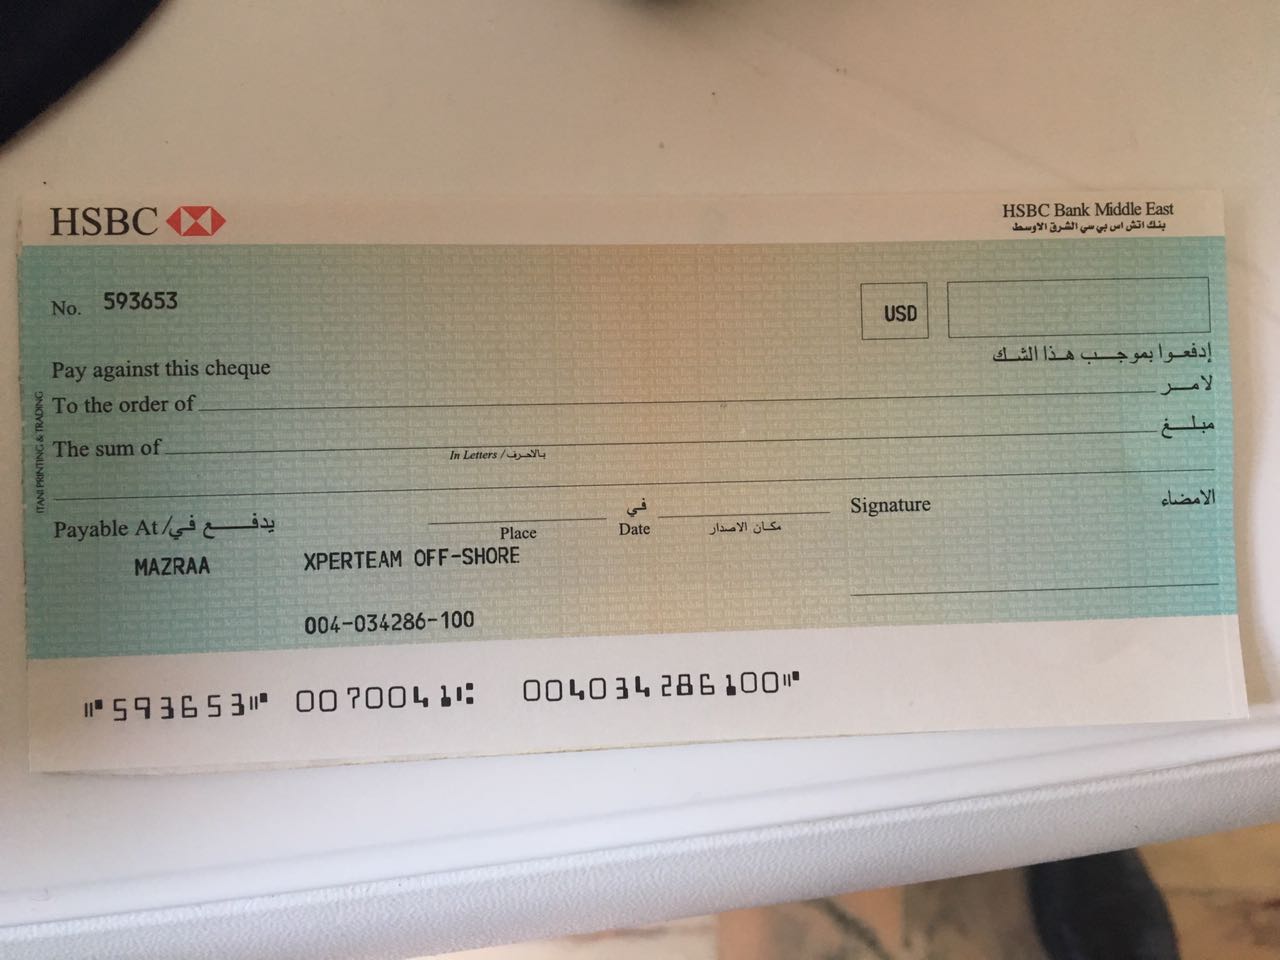 HSBC
HSBC Bank Middle East
بنك اتش اس بي سي الشرق الاوسط
No. 593653
USD
Pay against this cheque
إدفعوا بموجب هذا الشك
To the order of
لامر
The sum of
مبلغ
In Letters / بالاحرف
Payable At / يدفع في
Place
في
Date
مكان الاصدار
Signature
الامضاء
MAZRAA
XPERTEAM OFF-SHORE
004-034286-100
ITANI PRINTING & TRADING
⑈593653⑈ 0070041⑆ 004034286100⑈